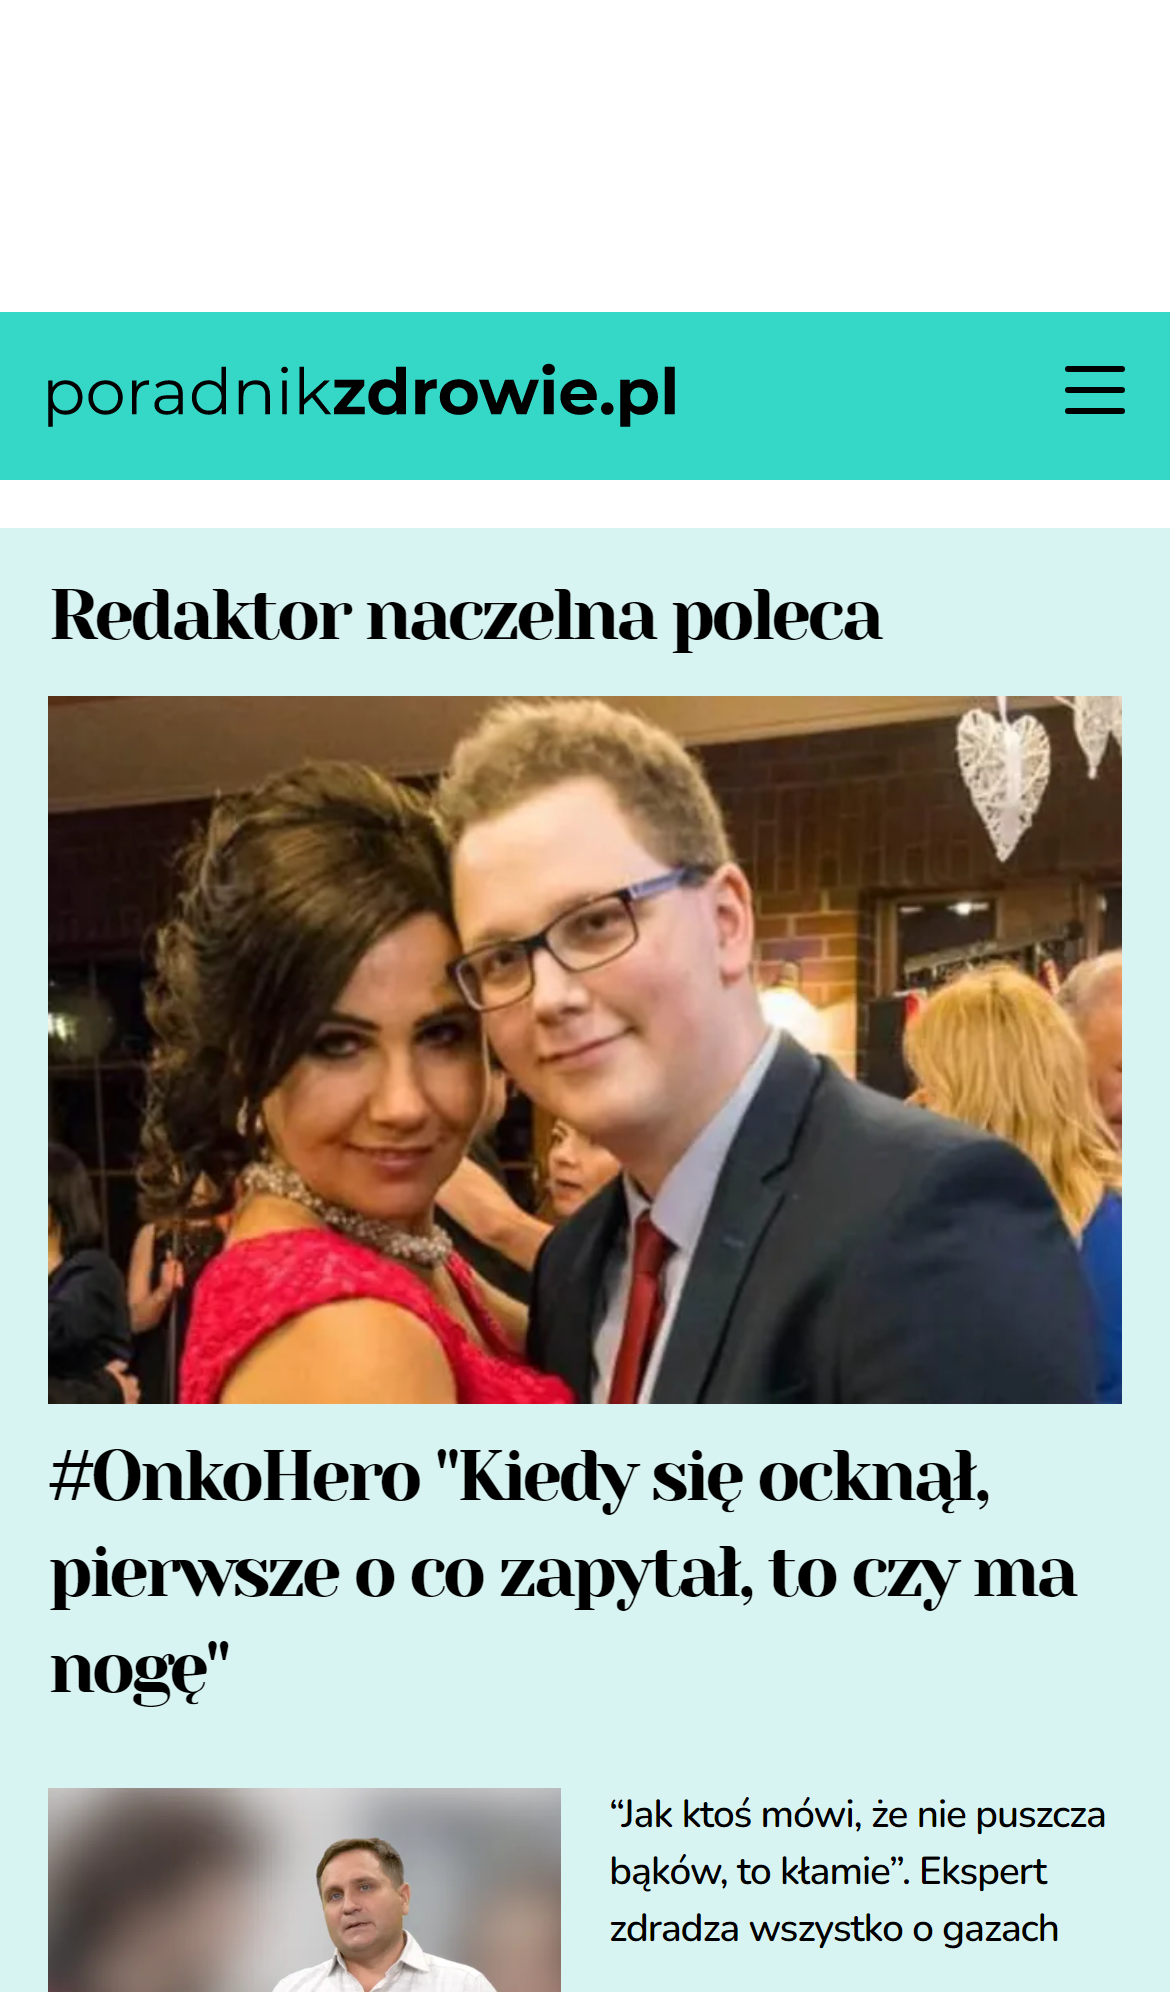 poradnikzdrowie.pl
Redaktor naczelna poleca
#OnkoHero "Kiedy się ocknął,
pierwsze o co zapytał, to czy ma
nogę"
“Jak ktoś mówi, że nie puszcza
bąków, to kłamie”. Ekspert
zdradza wszystko o gazach